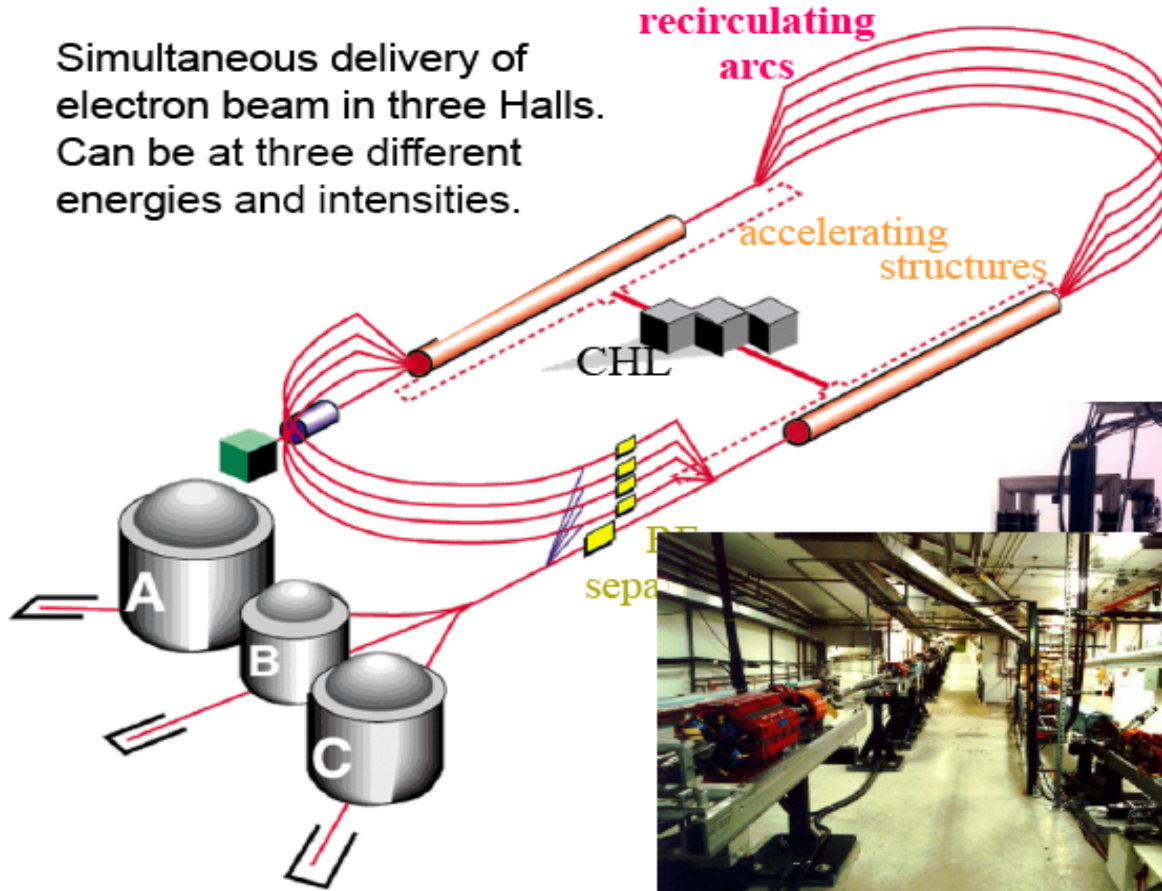 Simultaneous delivery of
electron beam in three Halls.
Can be at three different
energies and intensities.
recirculating
arcs
accelerating
structures
CHL
A
B
C